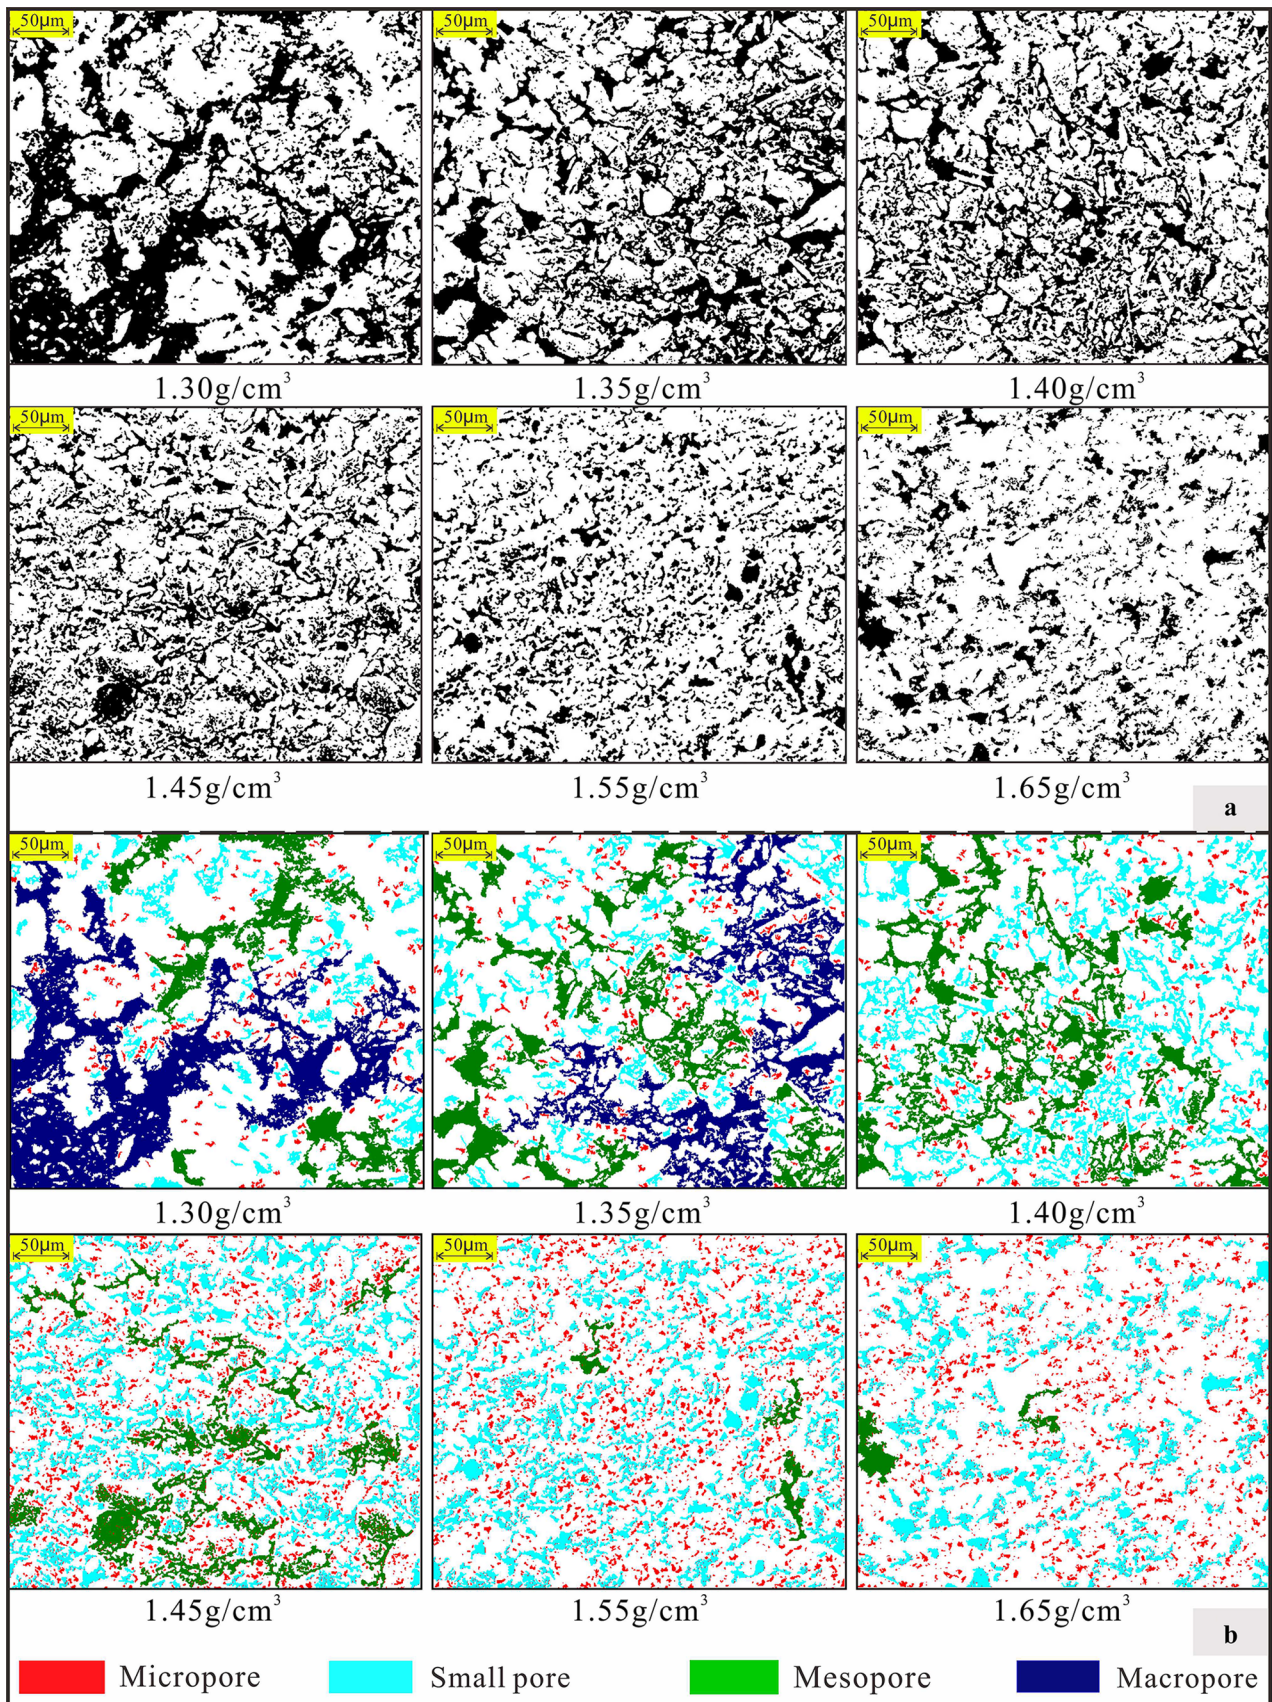 50μm 50μm 50μm
1.30g/cm³ 1.35g/cm³ 1.40g/cm³
50μm 50μm 50μm
1.45g/cm³ 1.55g/cm³ 1.65g/cm³
a
50μm 50μm 50μm
1.30g/cm³ 1.35g/cm³ 1.40g/cm³
50μm 50μm 50μm
1.45g/cm³ 1.55g/cm³ 1.65g/cm³
b
Micropore Small pore Mesopore Macropore